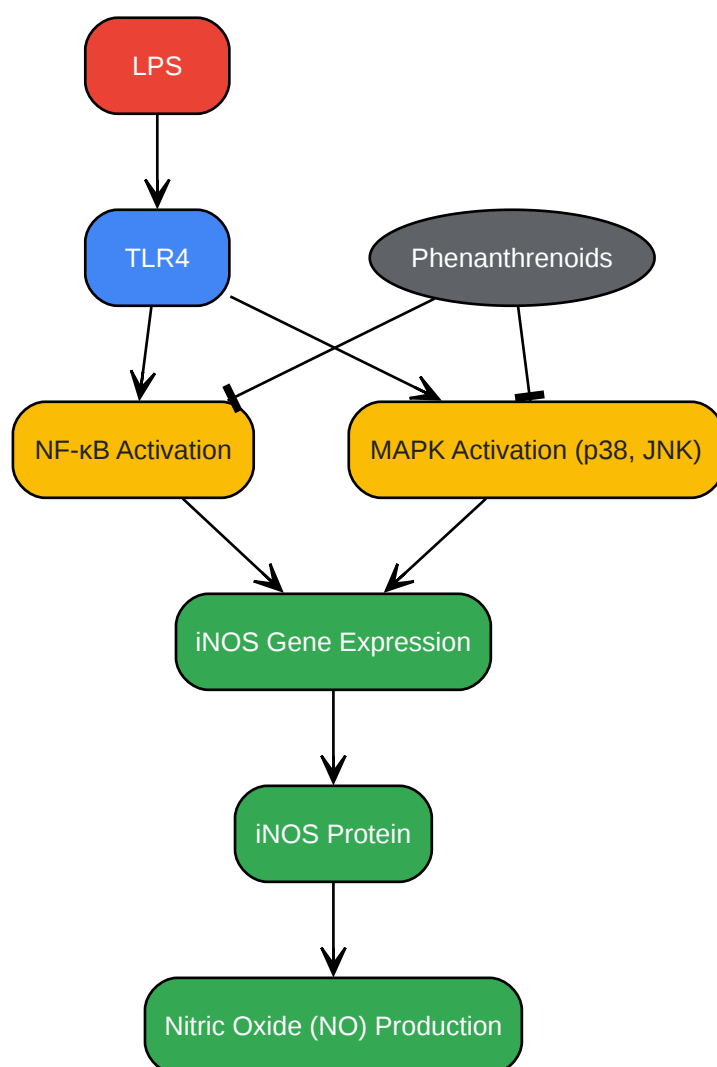 LPS
TLR4
Phenanthrenoids
NF-κB Activation
MAPK Activation (p38, JNK)
iNOS Gene Expression
iNOS Protein
Nitric Oxide (NO) Production